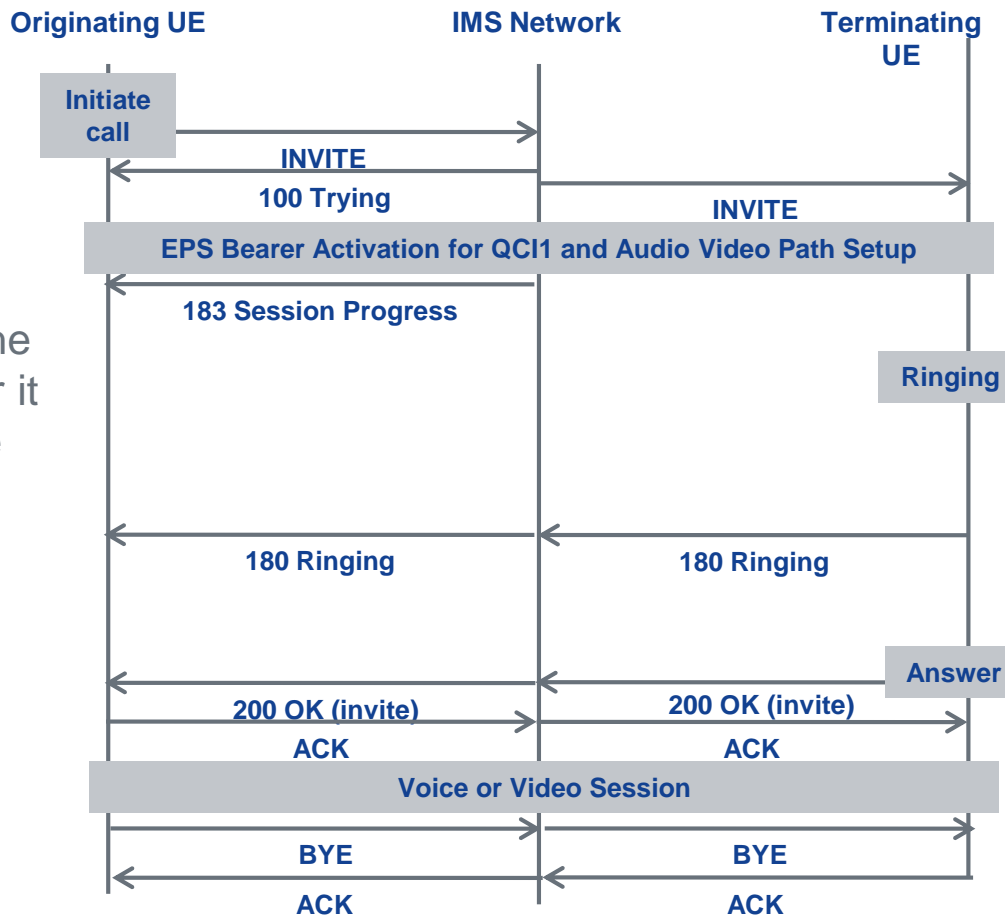 Originating UE
IMS Network
Terminating
UE
Initiate
call
INVITE
100 Trying
INVITE
EPS Bearer Activation for QCI1 and Audio Video Path Setup
183 Session Progress
Ringing
it
180 Ringing
180 Ringing
Answer
200 OK (invite)
200 OK (invite)
ACK
ACK
Voice or Video Session
BYE
BYE
ACK
ACK